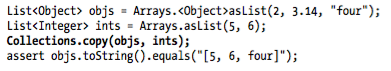 List<Object> objs = Arrays.<Object>asList(2, 3.14, "four");
List<Integer> ints = Arrays.asList(5, 6);
Collections.copy(objs, ints);
assert objs.toString().equals("[5, 6, four]");